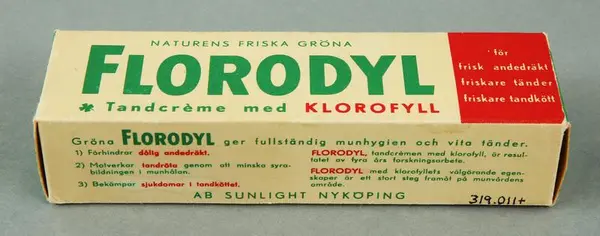 NATURENS FRISKA GRÖNA
FLORODYL
Tandcrème med KLOROFYLL
för
frisk andedräkt
friskare tänder
friskare tandkött
Gröna FLORODYL ger fullständig munhygien och vita tänder.
1) Förhindrar dålig andedräkt.
2) Motverkar tandröta genom att minska syra-
bildningen i munhålan.
3) Bekämpar sjukdomar i tandköttet.
FLORODYL, tandcrèmen med klorofyll, är resul-
tatet av fyra års forskningsarbete.
FLORODYL med klorofyllets välgörande egen-
skaper är ett stort steg framåt på munvårdens
område.
AB SUNLIGHT NYKÖPING
319.011+